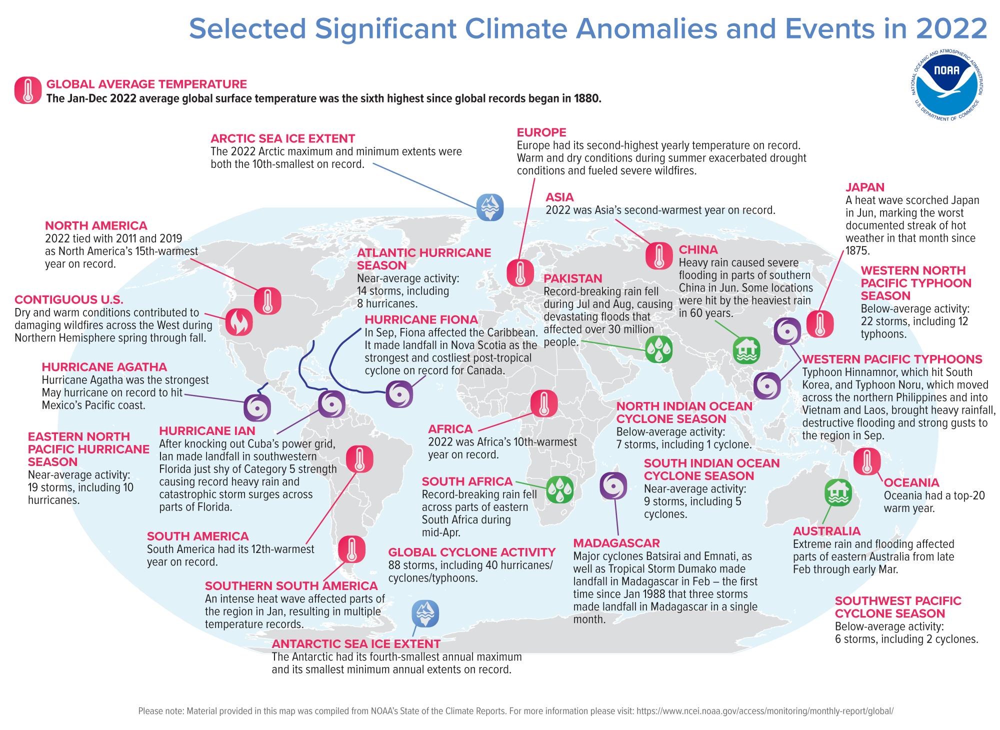 Selected Significant Climate Anomalies and Events in 2022
NATIONAL OCEANIC AND ATMOSPHERIC ADMINISTRATION
NOAA
U.S. DEPARTMENT OF COMMERCE
GLOBAL AVERAGE TEMPERATURE
The Jan-Dec 2022 average global surface temperature was the sixth highest since global records began in 1880.
ARCTIC SEA ICE EXTENT
The 2022 Arctic maximum and minimum extents were
both the 10th-smallest on record.
EUROPE
Europe had its second-highest yearly temperature on record.
Warm and dry conditions during summer exacerbated drought
conditions and fueled severe wildfires.
ASIA
2022 was Asia's second-warmest year on record.
JAPAN
A heat wave scorched Japan
in Jun, marking the worst
documented streak of hot
weather in that month since
1875.
NORTH AMERICA
2022 tied with 2011 and 2019
as North America's 15th-warmest
year on record.
ATLANTIC HURRICANE
SEASON
Near-average activity:
14 storms, including
8 hurricanes.
CHINA
Heavy rain caused severe
flooding in parts of southern
China in Jun. Some locations
were hit by the heaviest rain
in 60 years.
PAKISTAN
Record-breaking rain fell
during Jul and Aug, causing
devastating floods that
affected over 30 million
people.
WESTERN NORTH
PACIFIC TYPHOON
SEASON
Below-average activity:
22 storms, including 12
typhoons.
CONTIGUOUS U.S.
Dry and warm conditions contributed to
damaging wildfires across the West during
Northern Hemisphere spring through fall.
HURRICANE FIONA
In Sep, Fiona affected the Caribbean.
It made landfall in Nova Scotia as the
strongest and costliest post-tropical
cyclone on record for Canada.
HURRICANE AGATHA
Hurricane Agatha was the strongest
May hurricane on record to hit
Mexico's Pacific coast.
WESTERN PACIFIC TYPHOONS
Typhoon Hinnamnor, which hit South
Korea, and Typhoon Noru, which moved
across the northern Philippines and into
Vietnam and Laos, brought heavy rainfall,
destructive flooding and strong gusts to
the region in Sep.
EASTERN NORTH
PACIFIC HURRICANE
SEASON
Near-average activity:
19 storms, including 10
hurricanes.
HURRICANE IAN
After knocking out Cuba's power grid,
Ian made landfall in southwestern
Florida just shy of Category 5 strength
causing record heavy rain and
catastrophic storm surges across
parts of Florida.
AFRICA
2022 was Africa's 10th-warmest
year on record.
NORTH INDIAN OCEAN
CYCLONE SEASON
Below-average activity:
7 storms, including 1 cyclone.
SOUTH INDIAN OCEAN
CYCLONE SEASON
Near-average activity:
9 storms, including 5
cyclones.
SOUTH AFRICA
Record-breaking rain fell
across parts of eastern
South Africa during
mid-Apr.
OCEANIA
Oceania had a top-20
warm year.
SOUTH AMERICA
South America had its 12th-warmest
year on record.
GLOBAL CYCLONE ACTIVITY
88 storms, including 40 hurricanes/
cyclones/typhoons.
MADAGASCAR
Major cyclones Batsirai and Emnati, as
well as Tropical Storm Dumako made
landfall in Madagascar in Feb – the first
time since Jan 1988 that three storms
made landfall in Madagascar in a single
month.
AUSTRALIA
Extreme rain and flooding affected
parts of eastern Australia from late
Feb through early Mar.
SOUTHERN SOUTH AMERICA
An intense heat wave affected parts of
the region in Jan, resulting in multiple
temperature records.
SOUTHWEST PACIFIC
CYCLONE SEASON
Below-average activity:
6 storms, including 2 cyclones.
ANTARCTIC SEA ICE EXTENT
The Antarctic had its fourth-smallest annual maximum
and its smallest minimum annual extents on record.
Please note: Material provided in this map was compiled from NOAA's State of the Climate Reports. For more information please visit: https://www.ncei.noaa.gov/access/monitoring/monthly-report/global/